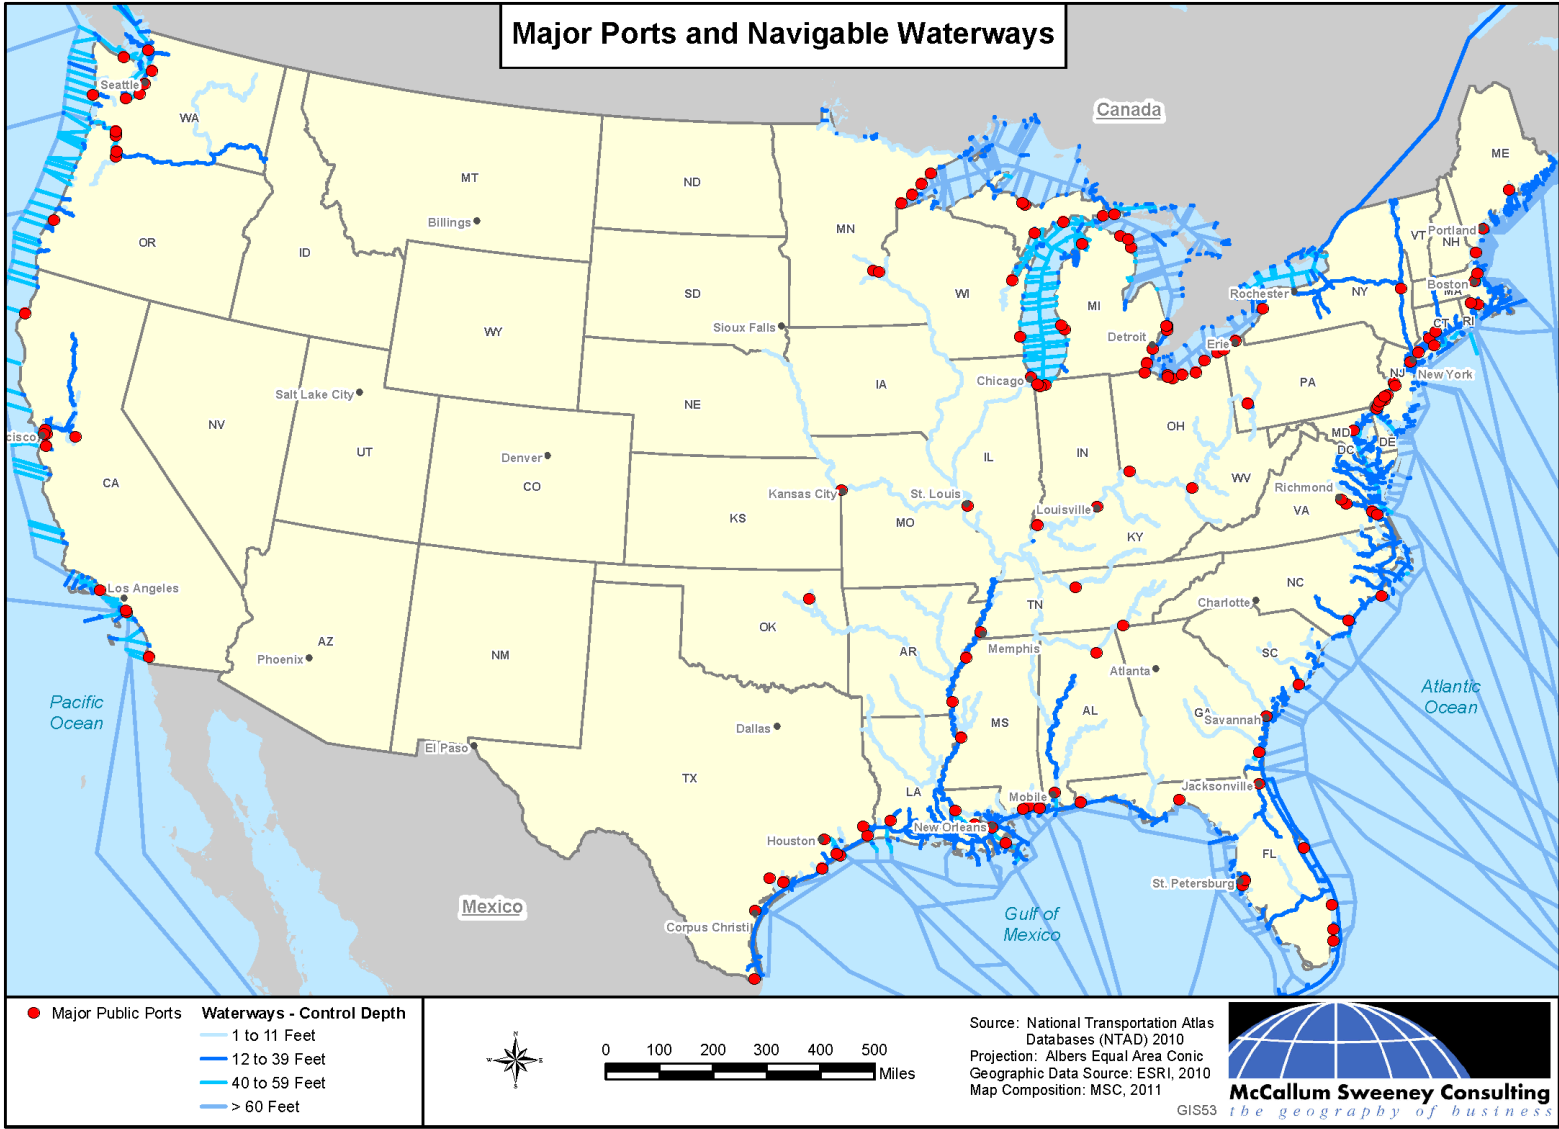 Major Ports and Navigable Waterways
Canada
Seattle
WA
ME
MT
ND
Billings
MN
OR
ID
VT
Portland
NH
WI
SD
MI
Rochester
NY
Boston
MA
WY
Sioux Falls
Detroit
Erie
CT
RI
Salt Lake City
IA
Chicago
PA
NJ
New York
NV
NE
OH
cisco
UT
Denver
CO
IL
IN
MD
DE
DC
CA
Kansas City
St. Louis
WV
Richmond
KS
MO
Louisville
VA
KY
Los Angeles
NC
TN
Charlotte
OK
AZ
NM
AR
Memphis
SC
Phoenix
Atlanta
Pacific
Ocean
Atlantic
Ocean
AL
GA
Savannah
MS
Dallas
El Paso
TX
LA
Mobile
Jacksonville
New Orleans
Houston
FL
St. Petersburg
Mexico
Gulf of
Mexico
Corpus Christi
Major Public Ports
Waterways - Control Depth
1 to 11 Feet
12 to 39 Feet
40 to 59 Feet
> 60 Feet
N
W E
S
0 100 200 300 400 500
Miles
Source: National Transportation Atlas
Databases (NTAD) 2010
Projection: Albers Equal Area Conic
Geographic Data Source: ESRI, 2010
Map Composition: MSC, 2011
GIS53
McCallum Sweeney Consulting
the geography of business